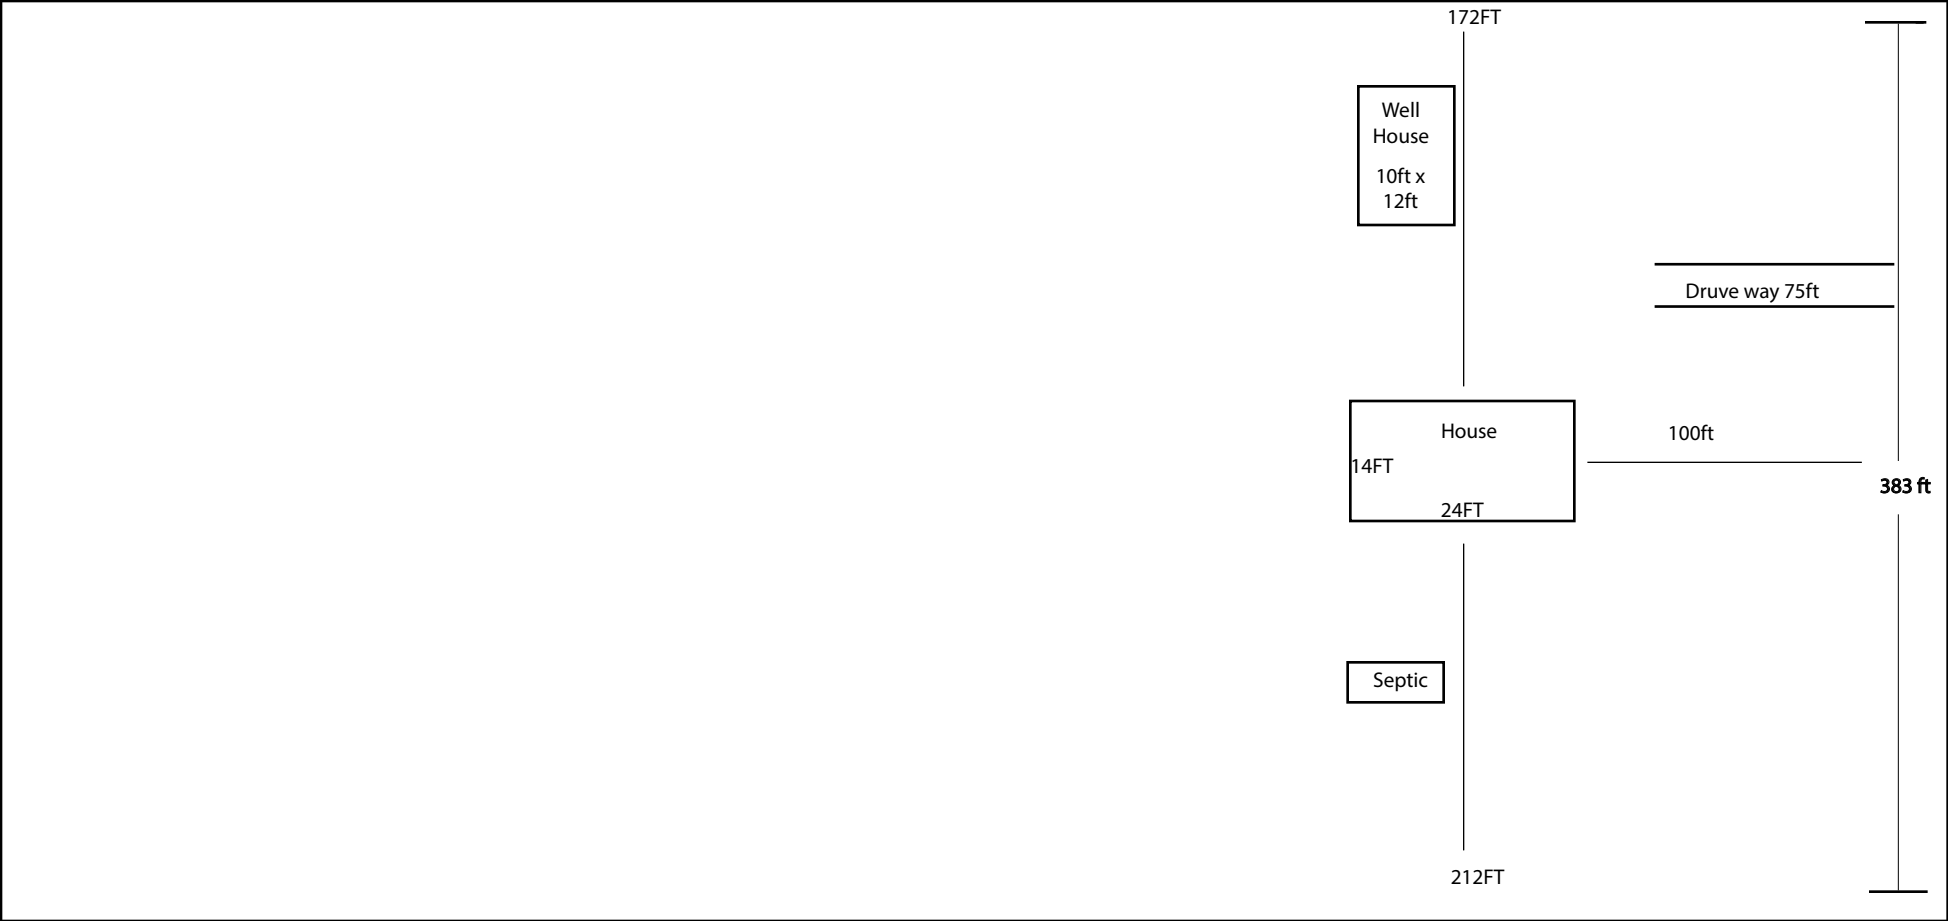 172FT
Well
House
10ft x
12ft
Druve way 75ft
House
100ft
14FT
383 ft
24FT
Septic
212FT